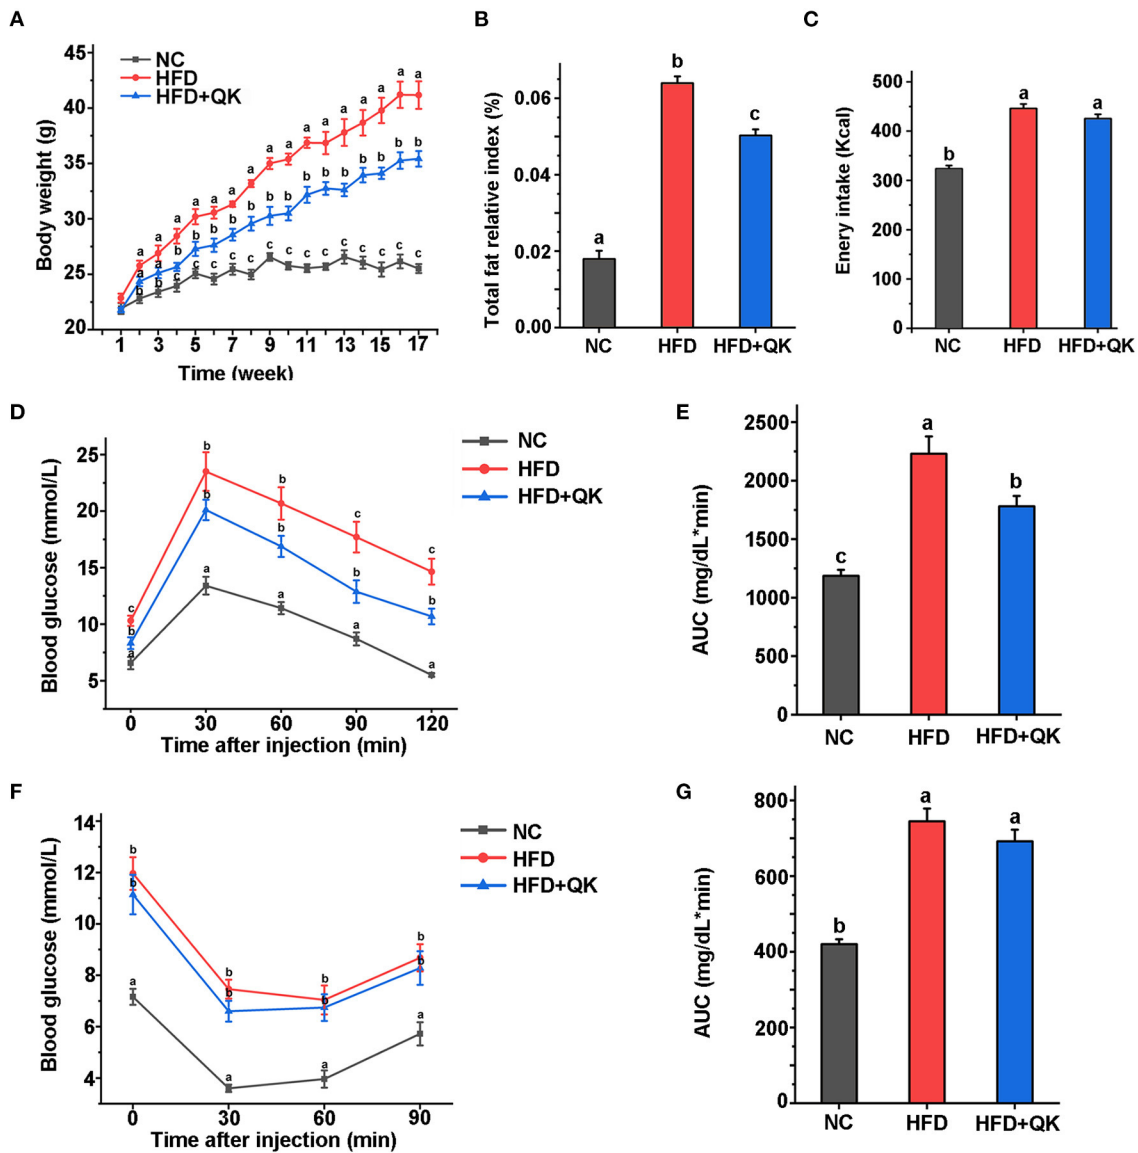 A
NC
HFD
HFD+QK
Body weight (g)
45
40
35
30
25
20
a a a a a a a a a a a a a a a a
a a b b b b b b b b b b b b b b
b b c c c c c c c c c c c c c c
1 3 5 7 9 11 13 15 17
Time (week)
B
Total fat relative index (%)
0.06
0.04
0.02
0.00
a b c
NC HFD HFD+QK
C
Enery intake (Kcal)
500
400
300
200
100
0
b a a
NC HFD HFD+QK
D
NC
HFD
HFD+QK
Blood glucose (mmol/L)
25
20
15
10
5
c b b c c
b b b b b
a a a a a
0 30 60 90 120
Time after injection (min)
E
AUC (mg/dL*min)
2500
2000
1500
1000
500
0
c a b
NC HFD HFD+QK
F
NC
HFD
HFD+QK
Blood glucose (mmol/L)
14
12
10
8
6
4
b b b b
b b b b
a a a a
0 30 60 90
Time after injection (min)
G
AUC (mg/dL*min)
800
600
400
200
0
b a a
NC HFD HFD+QK